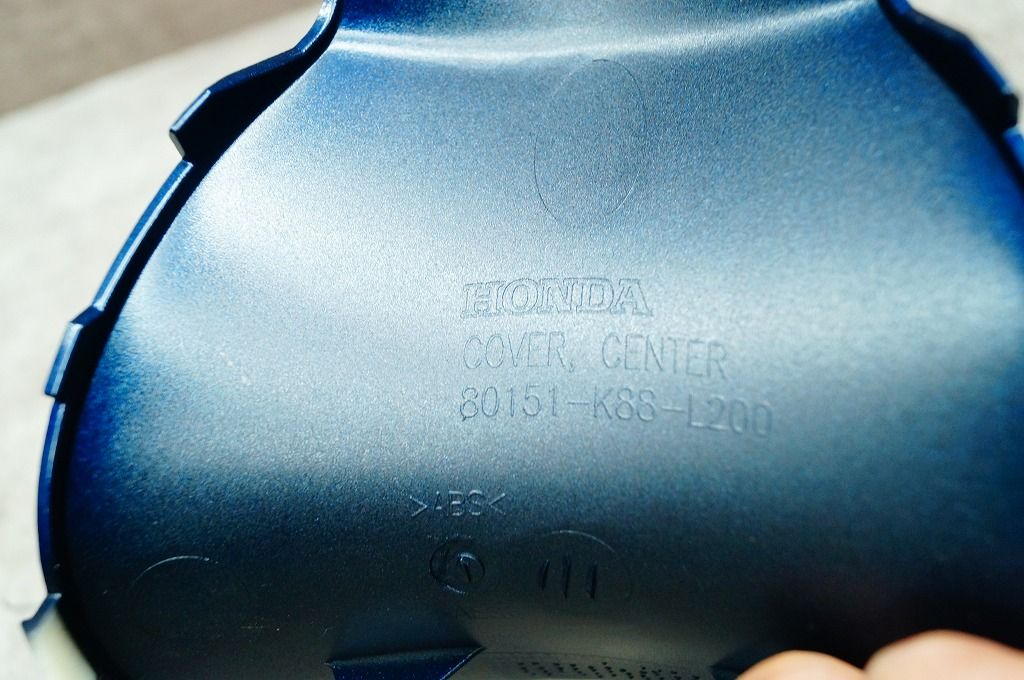 HONDA
COVER, CENTER
80151-K88-L200
>ABS<